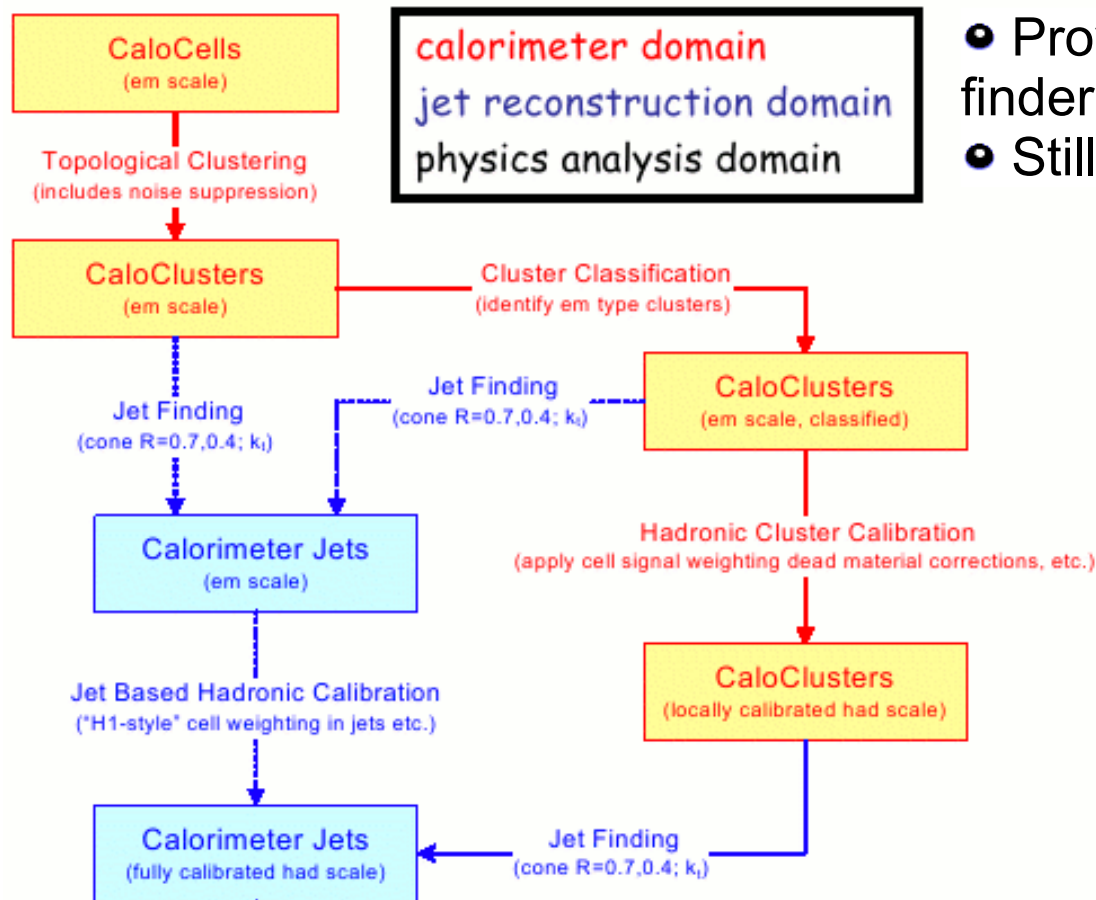 CaloCells
(em scale)
calorimeter domain
jet reconstruction domain
physics analysis domain
finder
Still
Topological Clustering
(includes noise suppression)
CaloClusters
(em scale)
Cluster Classification
(identify em type clusters)
Jet Finding
(cone R=0.7,0.4; kt)
Jet Finding
(cone R=0.7,0.4; kt)
CaloClusters
(em scale, classified)
Calorimeter Jets
(em scale)
Hadronic Cluster Calibration
(apply cell signal weighting dead material corrections, etc.)
Jet Based Hadronic Calibration
("H1-style" cell weighting in jets etc.)
CaloClusters
(locally calibrated had scale)
Calorimeter Jets
(fully calibrated had scale)
Jet Finding
(cone R=0.7,0.4; kt)